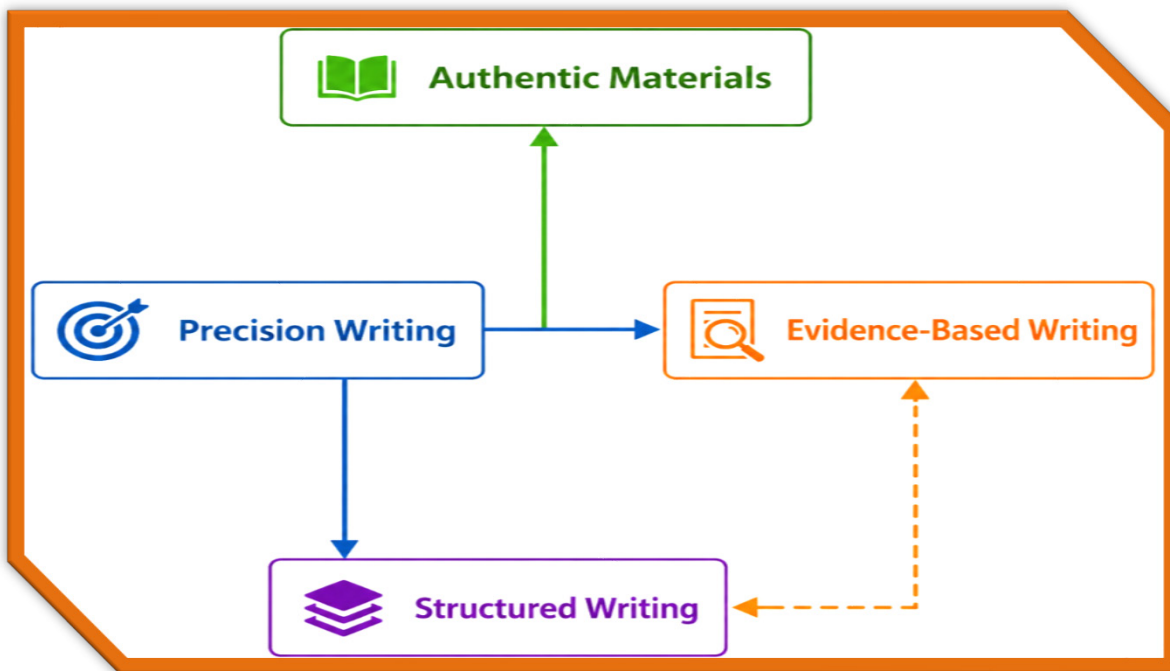 Authentic Materials
Precision Writing
Evidence-Based Writing
Structured Writing